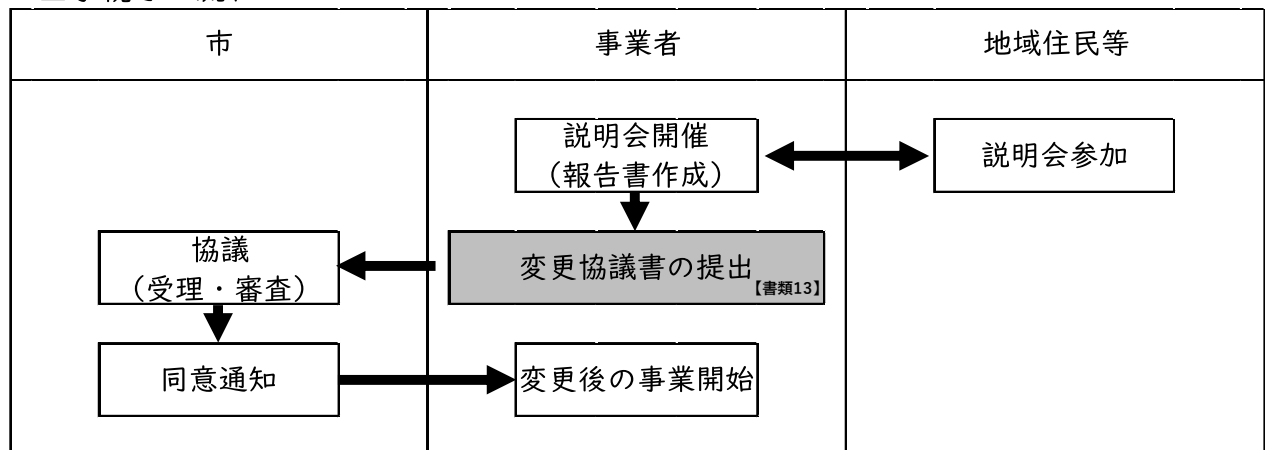 市
事業者
地域住民等
説明会開催
（報告書作成）
説明会参加
協議
（受理・審査）
変更協議書の提出
【書類13】
同意通知
変更後の事業開始